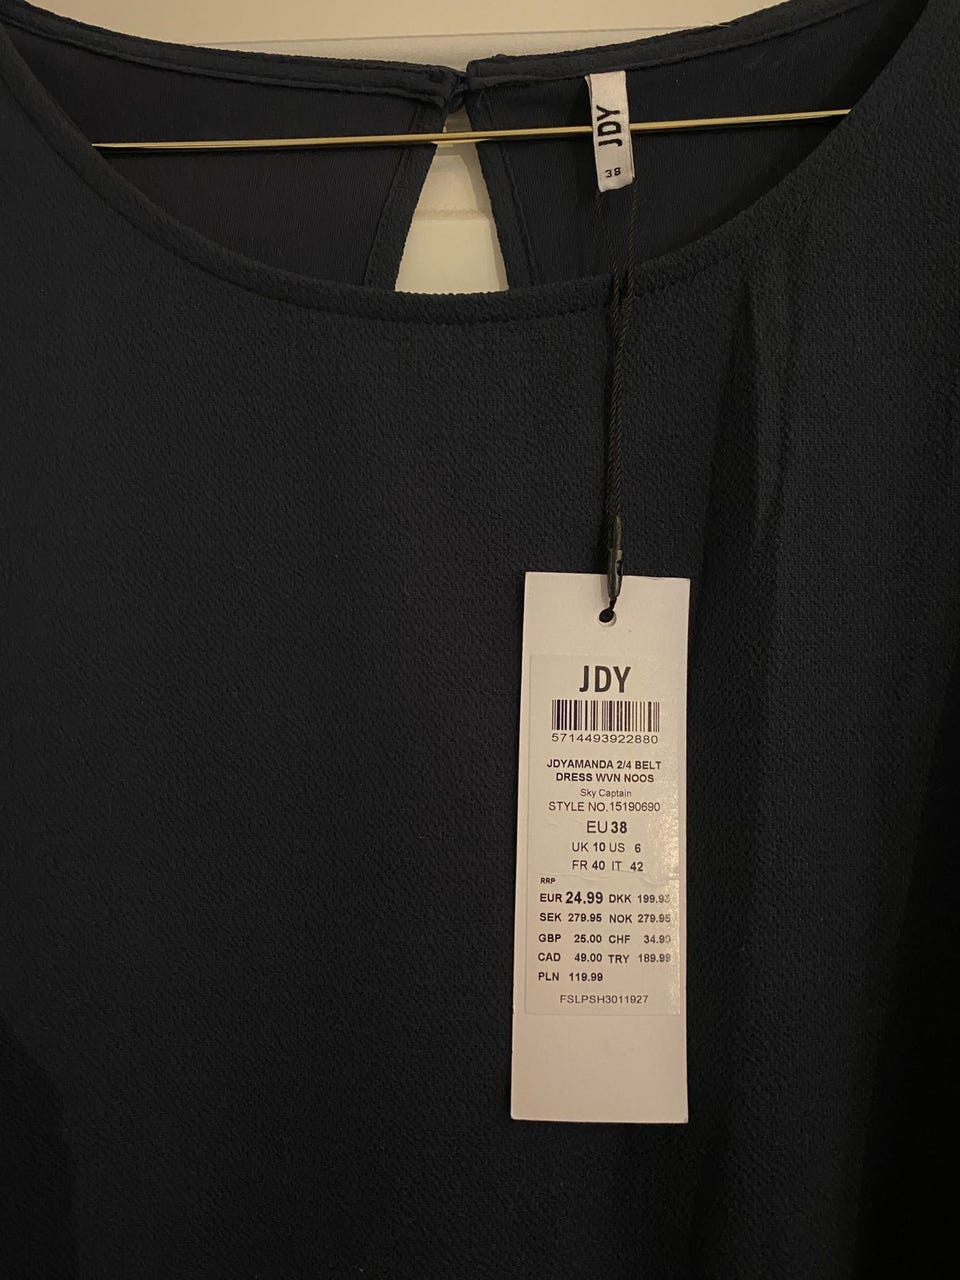 JDY
38
JDY
5714493922880
JDYAMANDA 2/4 BELT
DRESS WVN NOOS
Sky Captain
STYLE NO.15190690
EU 38
UK 10 US 6
FR 40 IT 42
RRP
EUR 24.99 DKK 199.95
SEK 279.95 NOK 279.95
GBP 25.00 CHF 34.90
CAD 49.00 TRY 189.99
PLN 119.99
FSLPSH3011927